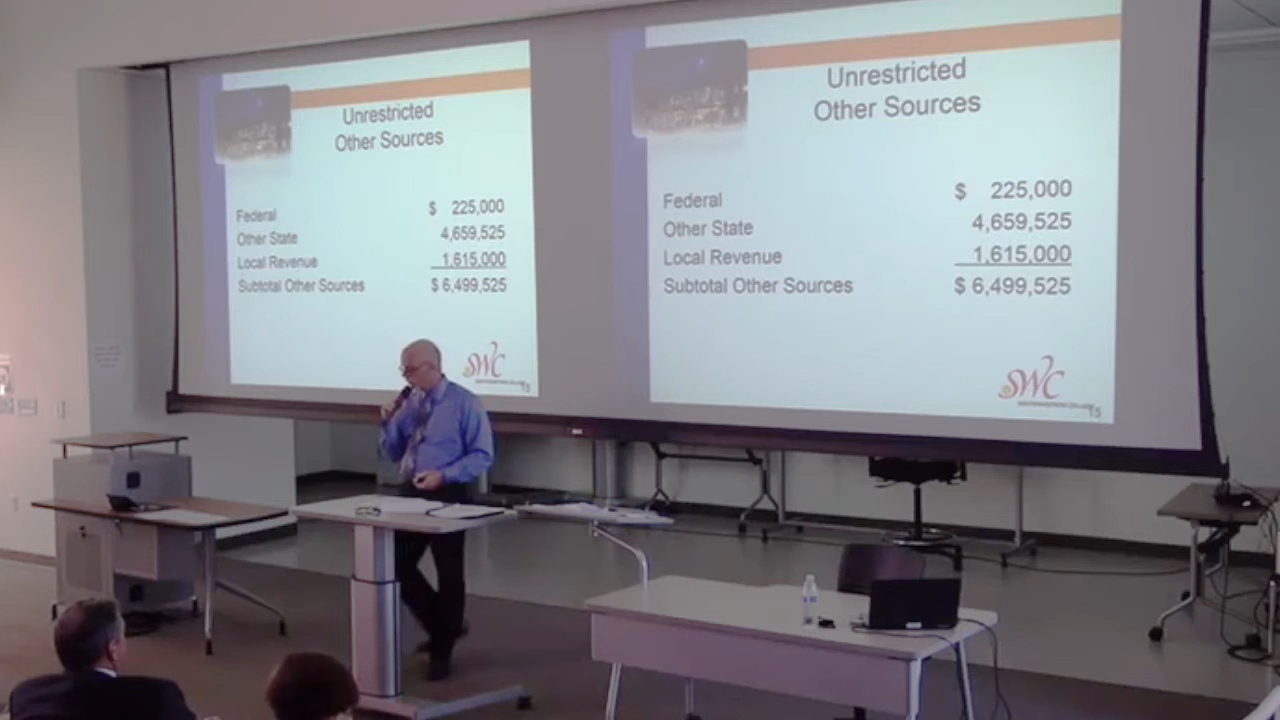 Unrestricted
Other Sources
Federal $ 225,000
Other State 4,659,525
Local Revenue 1,615,000
Subtotal Other Sources $ 6,499,525
SWC
Unrestricted
Other Sources
Federal $ 225,000
Other State 4,659,525
Local Revenue 1,615,000
Subtotal Other Sources $ 6,499,525
SWC
15